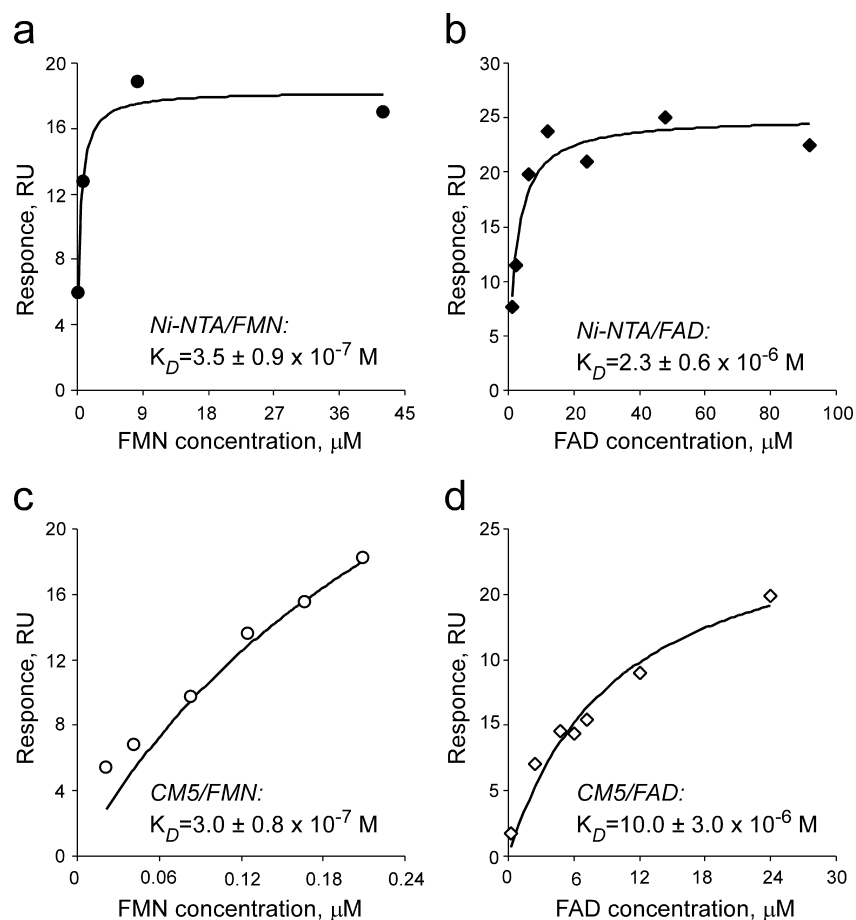 a
20
16
12
8
4
0
Responce, RU
Ni-NTA/FMN:
K_D=3.5 ± 0.9 x 10^-7 M
0 9 18 27 36 45
FMN concentration, µM
b
30
25
20
15
10
5
0
Responce, RU
Ni-NTA/FAD:
K_D=2.3 ± 0.6 x 10^-6 M
0 20 40 60 80 100
FAD concentration, µM
c
20
16
12
8
4
0
Responce, RU
CM5/FMN:
K_D=3.0 ± 0.8 x 10^-7 M
0 0.06 0.12 0.18 0.24
FMN concentration, µM
d
25
20
10
15
5
0
Responce, RU
CM5/FAD:
K_D=10.0 ± 3.0 x 10^-6 M
0 6 12 18 24 30
FAD concentration, µM